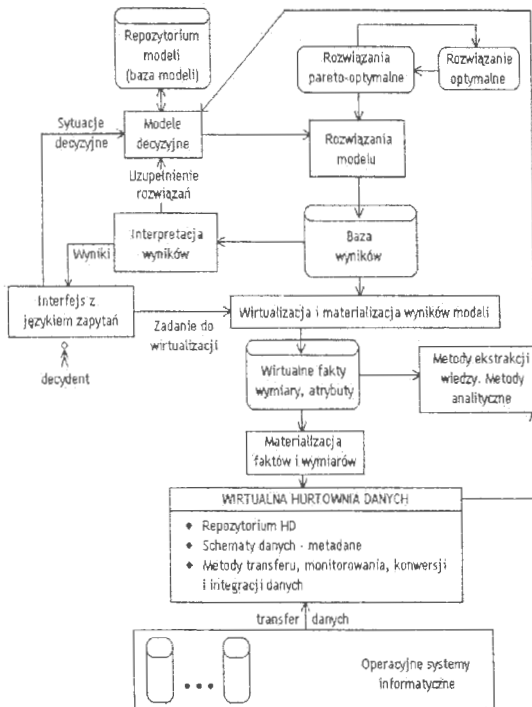 Repozytorium
modeli
(baza modeli)
Rozwiązania
pareto-optymalne
Rozwiązanie
optymalne
Sytuacje
decyzyjne
Modele
decyzyjne
Rozwiązania
modelu
Uzupełnienie
rozwiązań
Interpretacja
wyników
Baza
wyników
Wyniki
Interfejs z
językiem zapytań
Zadanie do
wirtualizacji
Wirtualizacja i materializacja wyników modeli
decydent
Wirtualne fakty
wymiary, atrybuty
Metody ekstrakcji
wiedzy. Metody
analityczne
Materializacja
faktów i wymiarów
WIRTUALNA HURTOWNIA DANYCH
♦ Repozytorium HD
♦ Schematy danych - metadane
♦ Metody transferu, monitorowania, konwersji
i integracji danych
transfer danych
Operacyjne systemy
informatyczne